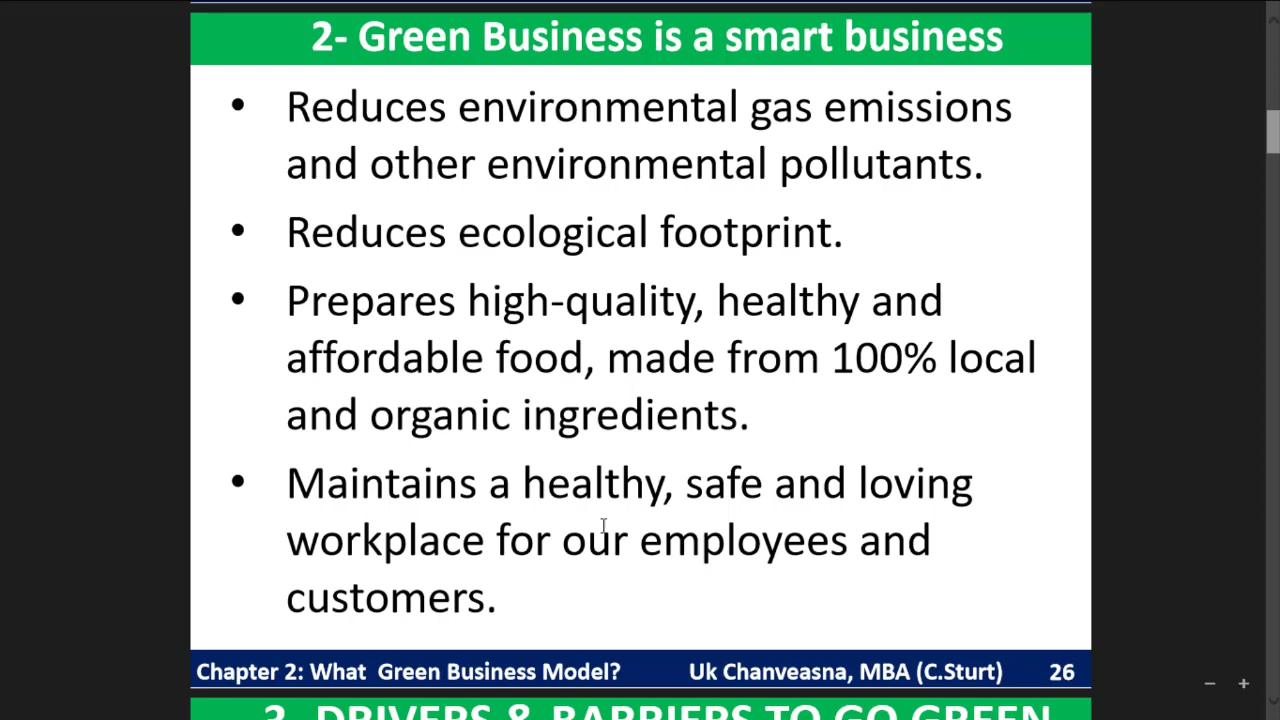 2- Green Business is a smart business
• Reduces environmental gas emissions
and other environmental pollutants.
• Reduces ecological footprint.
• Prepares high-quality, healthy and
affordable food, made from 100% local
and organic ingredients.
• Maintains a healthy, safe and loving
workplace for our employees and
customers.
Chapter 2: What Green Business Model? Uk Chanveasna, MBA (C.Sturt) 26
3- DRIVERS & BARRIERS TO GO GREEN